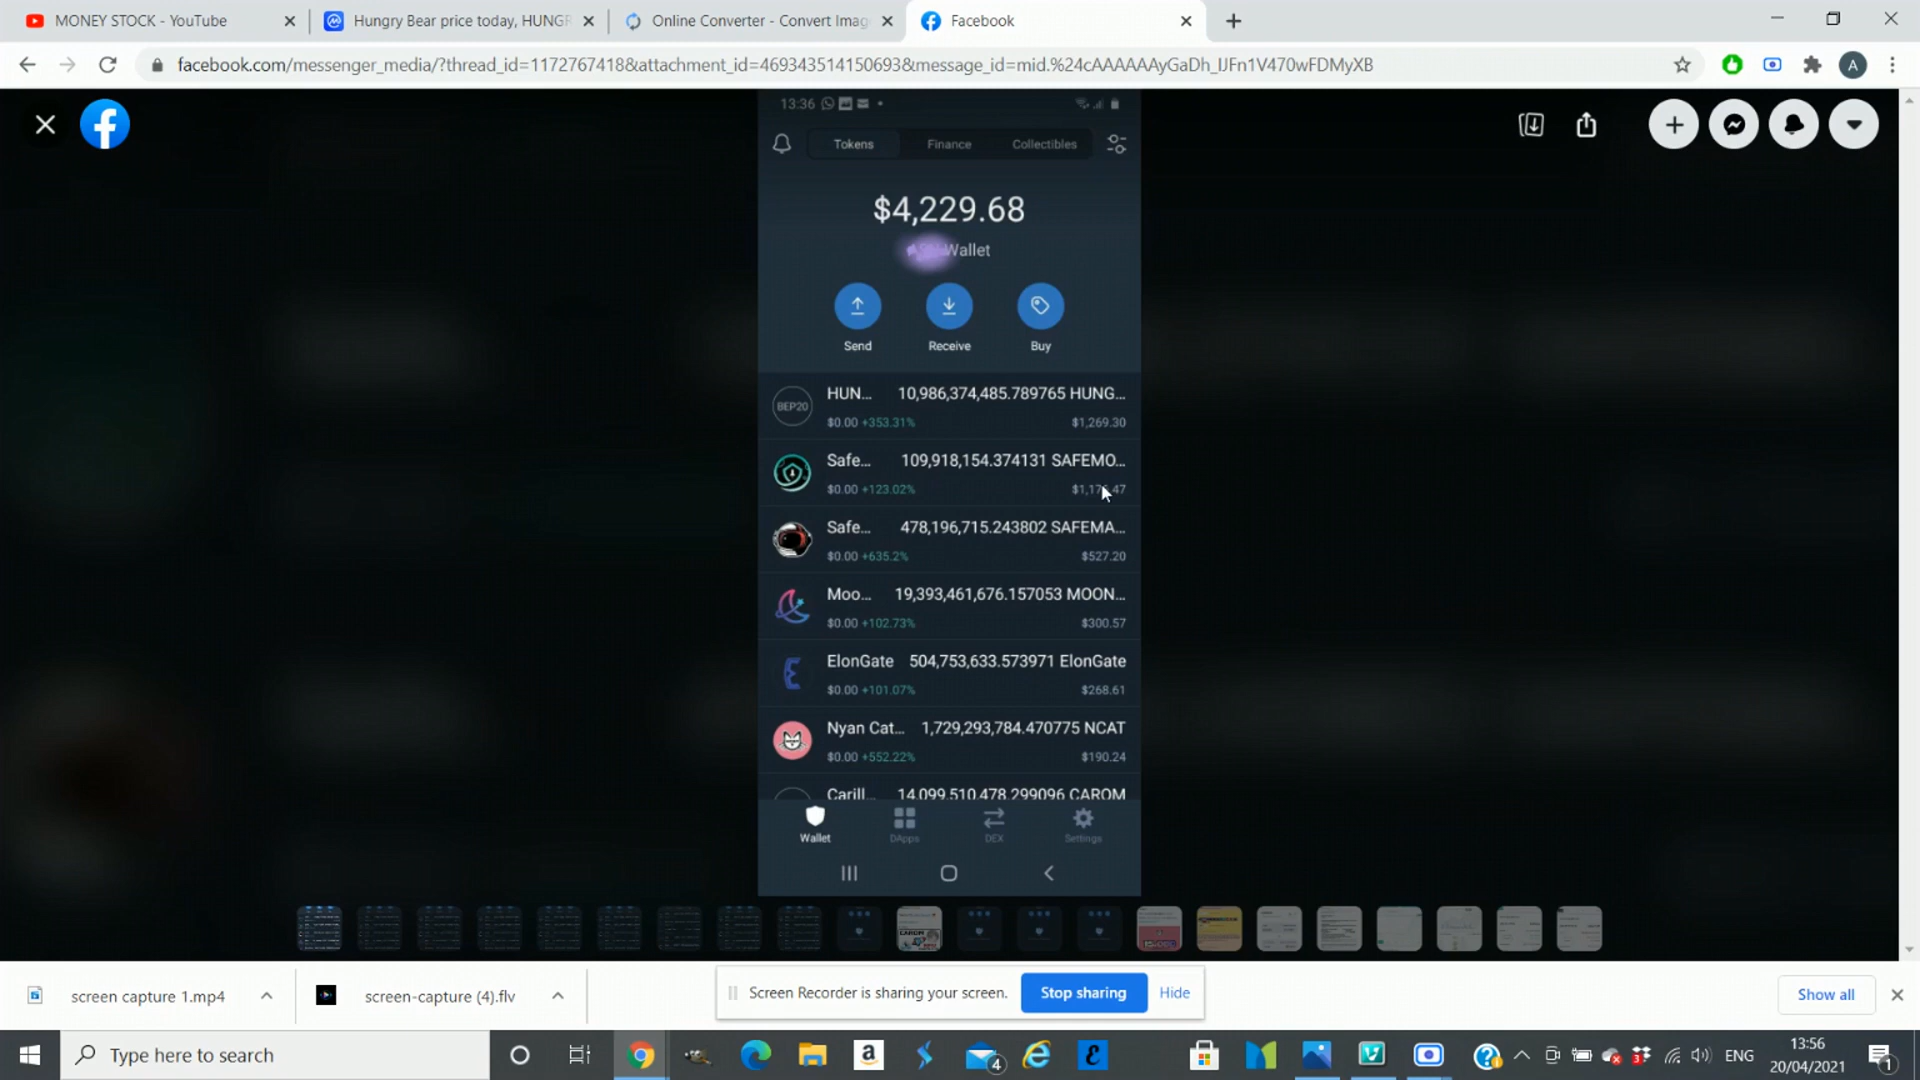 MONEY STOCK - YouTube
Hungry Bear price today, HUNGR
Online Converter - Convert Imag
Facebook
facebook.com/messenger_media/?thread_id=1172767418&attachment_id=469343514150693&message_id=mid.%24cAAAAAAyGaDh_IJFn1V470wFDMyXB
A
13:36
Tokens Finance Collectibles
$4,229.68
Wallet
Send Receive Buy
BEP20
HUN... 10,986,374,485.789765 HUNG...
$0.00 +353.31% $1,269.30
Safe... 109,918,154.374131 SAFEMO...
$0.00 +123.02%
Safe... 478,196,715.243802 SAFEMA...
$0.00 +635.2% $527.20
Moo... 19,393,461,676.157053 MOON...
$0.00 +102.73% $300.57
ElonGate 504,753,633.573971 ElonGate
$0.00 +101.07% $268.61
Nyan Cat... 1,729,293,784.470775 NCAT
$0.00 +552.22% $190.24
Carill... 14,099,510,478.299096 CAROM
Wallet DApps DEX Settings
CAROM
screen capture 1.mp4
screen-capture (4).flv
Screen Recorder is sharing your screen.
Stop sharing
Hide
Show all
Type here to search
4
ENG
13:56
20/04/2021
1